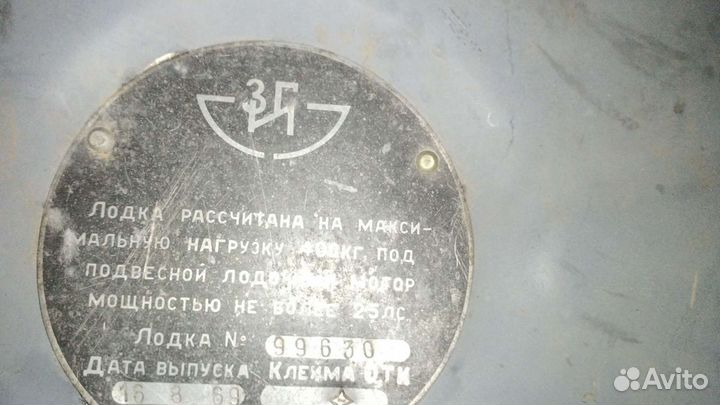 ЗГ
ЛОДКА РАССЧИТАНА НА МАКСИ-
МАЛЬНУЮ НАГРУЗКУ 400КГ. ПОД
ПОДВЕСНОЙ ЛОДОЧНЫЙ МОТОР
МОЩНОСТЬЮ НЕ БОЛЕЕ 25ЛС.
ЛОДКА № 99630
ДАТА ВЫПУСКА КЛЕЙМА ОТК
16 8 69
Avito